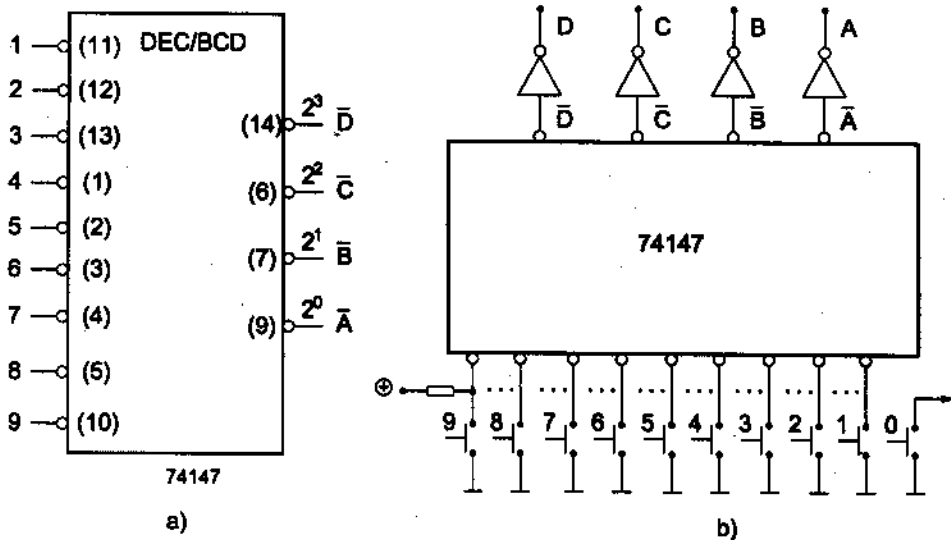 DEC/BCD
1 (11)
2 (12)
3 (13)
4 (1)
5 (2)
6 (3)
7 (4)
8 (5)
9 (10)
(14) 2³ D̅
(6) 2² C̅
(7) 2¹ B̅
(9) 2⁰ A̅
74147
a)
D C B A
D̅ C̅ B̅ A̅
74147
9 8 7 6 5 4 3 2 1 0
b)